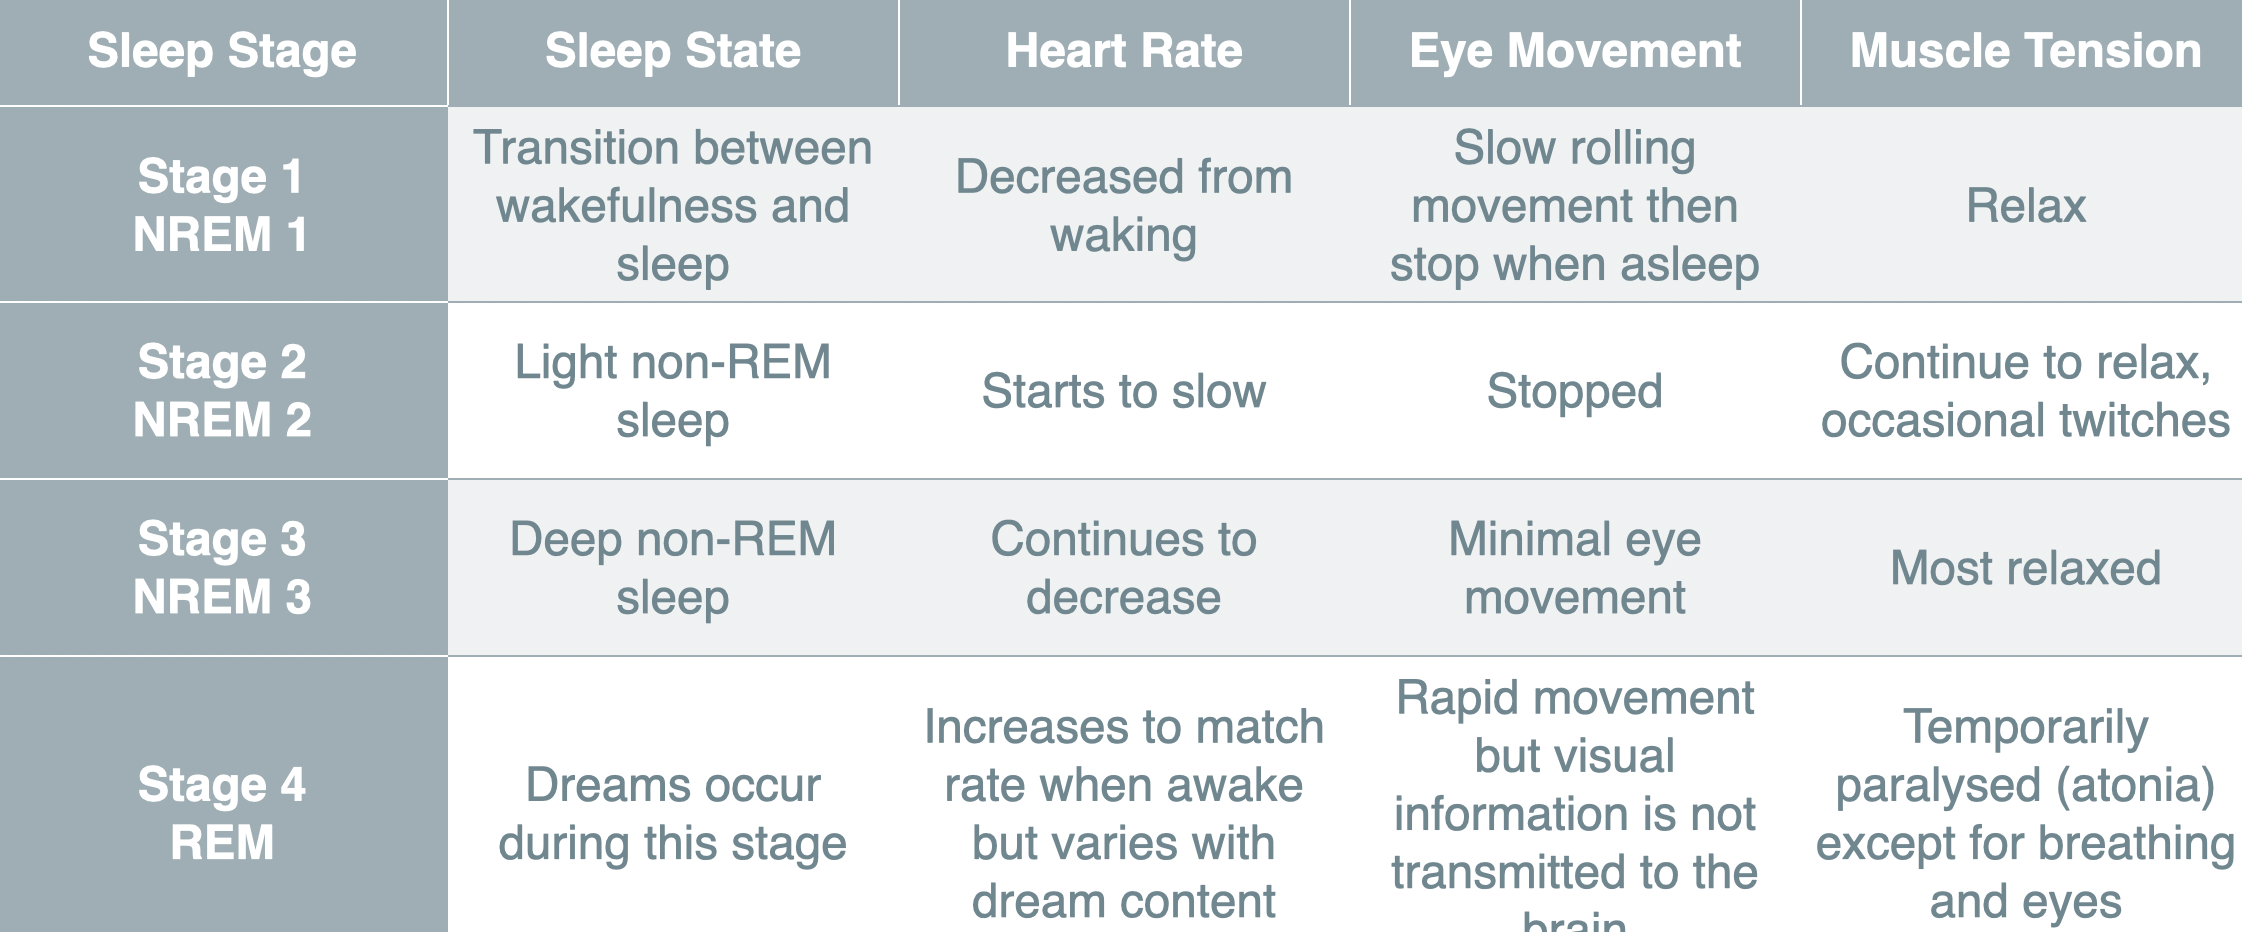 Sleep Stage
Sleep State
Heart Rate
Eye Movement
Muscle Tension
Stage 1
NREM 1
Transition between
wakefulness and
sleep
Decreased from
waking
Slow rolling
movement then
stop when asleep
Relax
Stage 2
NREM 2
Light non-REM
sleep
Starts to slow
Stopped
Continue to relax,
occasional twitches
Stage 3
NREM 3
Deep non-REM
sleep
Continues to
decrease
Minimal eye
movement
Most relaxed
Stage 4
REM
Dreams occur
during this stage
Increases to match
rate when awake
but varies with
dream content
Rapid movement
but visual
information is not
transmitted to the
brain
Temporarily
paralysed (atonia)
except for breathing
and eyes